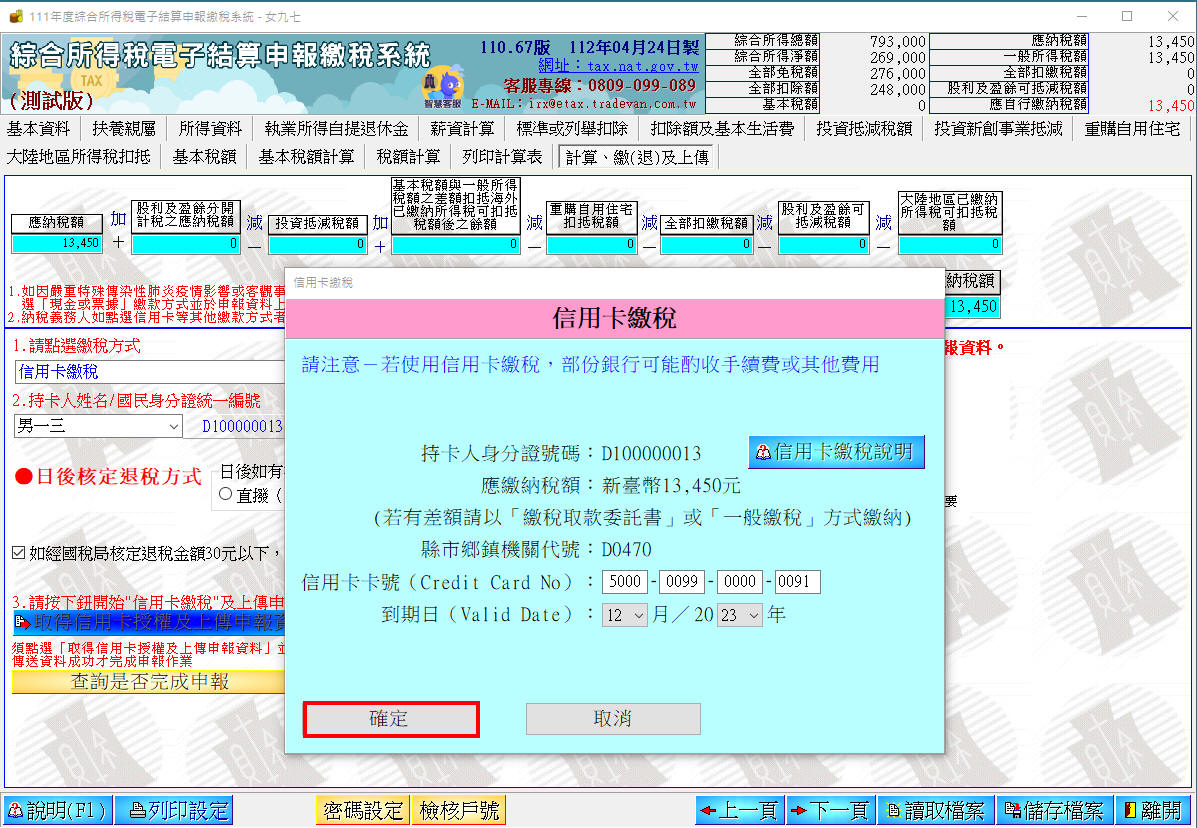 111年度綜合所得稅電子結算申報繳稅系統 - 女九七
綜合所得稅電子結算申報繳稅系統
TAX
(測試版)
110.67版 112年04月24日製
網址：tax.nat.gov.tw
客服專線：0809-099-089
E-MAIL：irx@etax.tradevan.com.tw
智慧客服
綜合所得總額 793,000 應納稅額 13,450
綜合所得淨額 269,000 一般所得稅額 13,450
全部免稅額 276,000 全部扣繳稅額 0
全部扣除額 248,000 股利及盈餘可抵減稅額 0
基本稅額 0 應自行繳納稅額 13,450
基本資料 扶養親屬 所得資料 執業所得自提退休金 薪資計算 標準或列舉扣除 扣除額及基本生活費 投資抵減稅額 投資新創事業抵減 重購自用住宅
大陸地區所得稅扣抵 基本稅額 基本稅額計算 稅額計算 列印計算表 計算、繳(退)及上傳
應納稅額
13,450
加
+
股利及盈餘分開
計稅之應納稅額
0
減
—
投資抵減稅額
0
加
+
基本稅額與一般所得
稅額之差額扣抵海外
已繳納所得稅可扣抵
稅額後之餘額
0
減
—
重購自用住宅
扣抵稅額
0
減
—
全部扣繳稅額
0
減
—
股利及盈餘可
抵減稅額
0
減
—
大陸地區已繳納
所得稅可扣抵稅
額
0
納稅額
13,450
1.如因嚴重特殊傳染性肺炎疫情影響或客觀事
選「現金或票據」繳款方式並於申報資料上
2.納稅義務人如點選信用卡等其他繳款方式者
報資料。
1.請點選繳稅方式
信用卡繳稅
2.持卡人姓名/國民身分證統一編號
男一三 D100000013
●日後核定退稅方式
日後如有
直撥（
要
如經國稅局核定退稅金額30元以下，
3.請按下鈕開始"信用卡繳稅"及上傳申
取得信用卡授權及上傳申報資
須點選「取得信用卡授權及上傳申報資料」並
傳送資料成功才完成申報作業
查詢是否完成申報
信用卡繳稅
信用卡繳稅
請注意－若使用信用卡繳稅，部份銀行可能酌收手續費或其他費用
持卡人身分證號碼：D100000013
信用卡繳稅說明
應繳納稅額：新臺幣13,450元
(若有差額請以「繳稅取款委託書」或「一般繳稅」方式繳納)
縣市鄉鎮機關代號：D0470
信用卡卡號（Credit Card No）：5000-0099-0000-0091
到期日（Valid Date）：12 月／20 23 年
確定 取消
說明(F1) 列印設定 密碼設定 檢核戶號 上一頁 下一頁 讀取檔案 儲存檔案 離開